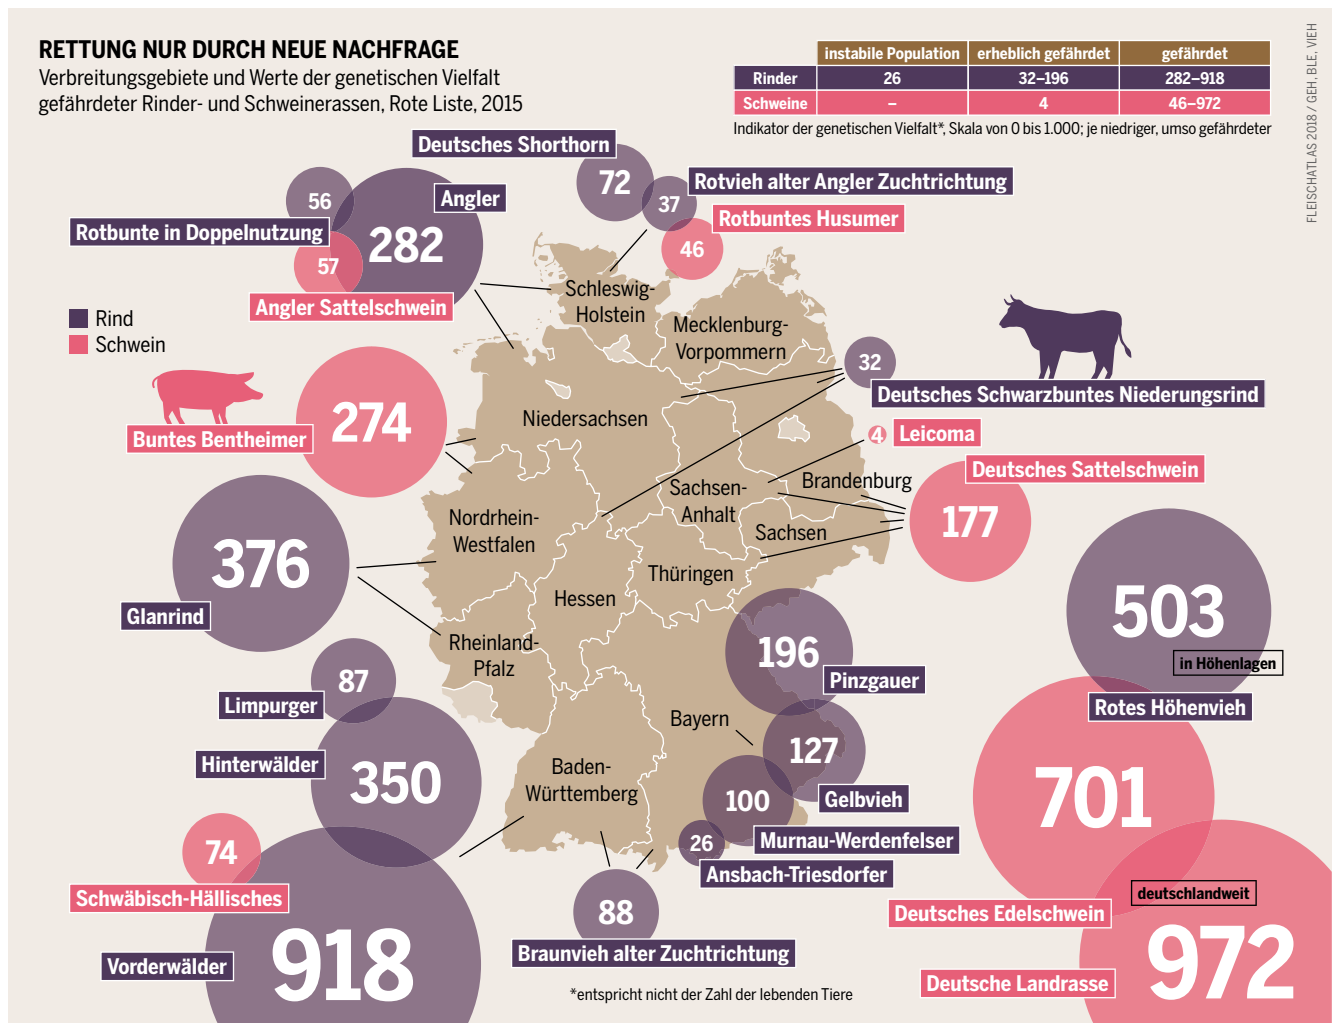 RETTUNG NUR DURCH NEUE NACHFRAGE
Verbreitungsgebiete und Werte der genetischen Vielfalt
gefährdeter Rinder- und Schweinerassen, Rote Liste, 2015
instabile Population erheblich gefährdet gefährdet
Rinder 26 32–196 282–918
Schweine – 4 46–972
Indikator der genetischen Vielfalt*, Skala von 0 bis 1.000; je niedriger, umso gefährdeter
FLEISCHATLAS 2018 / GEH, BLE, VIEH
Deutsches Shorthorn
72
Rotvieh alter Angler Zuchtrichtung
37
Rotbuntes Husumer
46
56
Angler
Rotbunte in Doppelnutzung
282
57
Angler Sattelschwein
Rind
Schwein
Schleswig-
Holstein
Mecklenburg-
Vorpommern
32
Deutsches Schwarzbuntes Niederungsrind
274
Buntes Bentheimer
Niedersachsen
4 Leicoma
Deutsches Sattelschwein
177
Brandenburg
Sachsen-
Anhalt
Sachsen
Nordrhein-
Westfalen
376
Glanrind
Thüringen
Hessen
Rheinland-
Pfalz
503
in Höhenlagen
Rotes Höhenvieh
196
Pinzgauer
87
Limpurger
Bayern
127
Gelbvieh
Hinterwälder
350
Baden-
Württemberg
100
Murnau-Werdenfelser
26
Ansbach-Triesdorfer
701
74
Schwäbisch-Hällisches
88
Braunvieh alter Zuchtrichtung
deutschlandweit
Deutsches Edelschwein
Vorderwälder
918
972
Deutsche Landrasse
*entspricht nicht der Zahl der lebenden Tiere